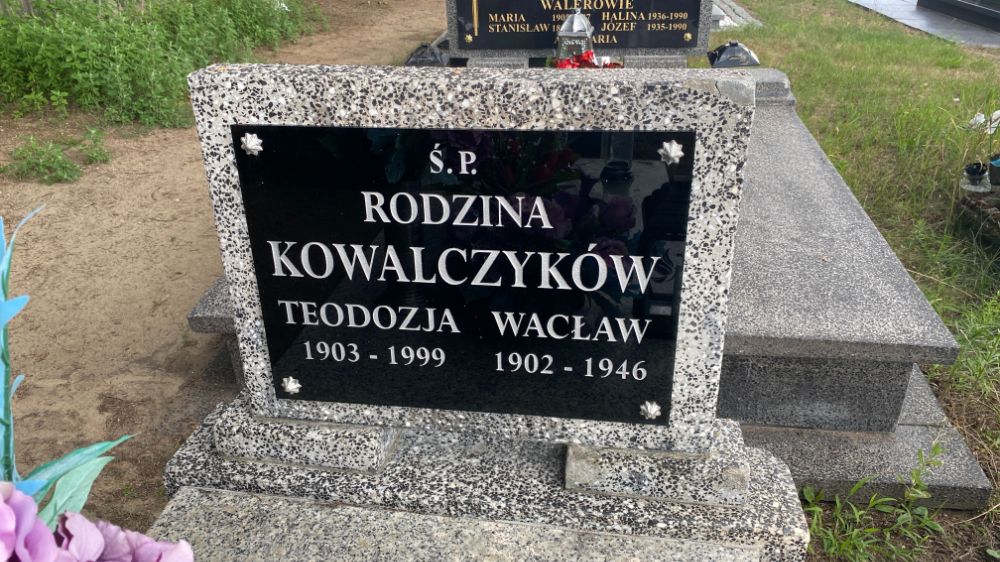 WALEROWIE
MARIA HALINA 1936-1990
STANISŁAW JÓZEF 1935-1990
Ś.P.
RODZINA
KOWALCZYKÓW
TEODOZJA WACŁAW
1903 - 1999 1902 - 1946